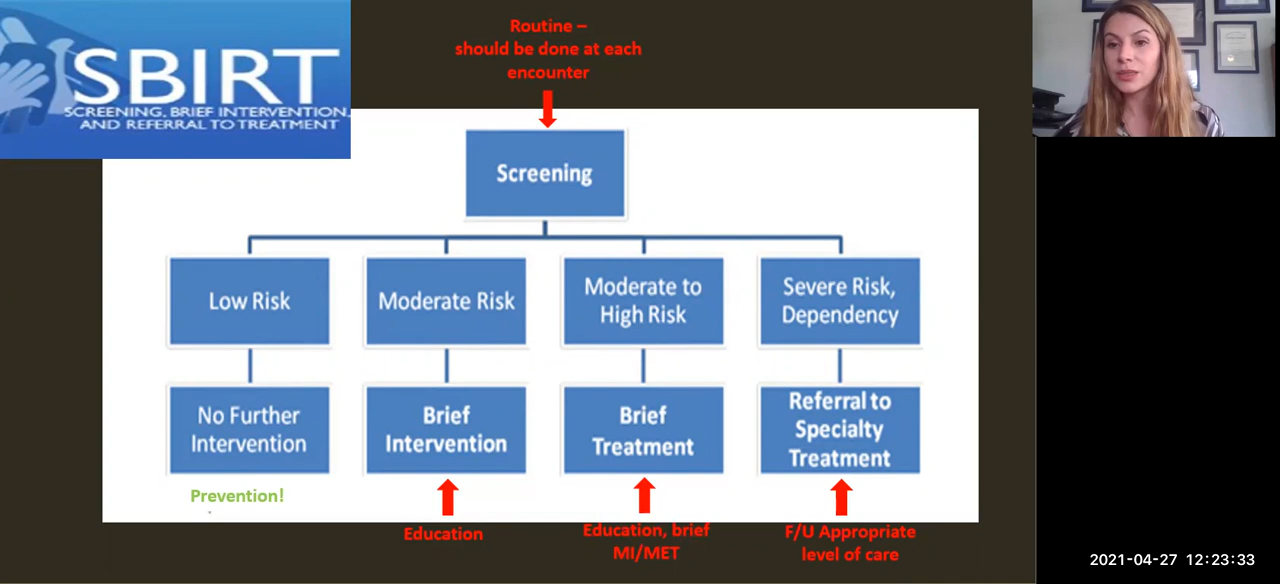 SBIRT
SCREENING, BRIEF INTERVENTION,
AND REFERRAL TO TREATMENT
Routine –
should be done at each
encounter
Screening
Low Risk
Moderate Risk
Moderate to
High Risk
Severe Risk,
Dependency
No Further
Intervention
Brief
Intervention
Brief
Treatment
Referral to
Specialty
Treatment
Prevention!
Education
Education, brief
MI/MET
F/U Appropriate
level of care
2021-04-27 12:23:33